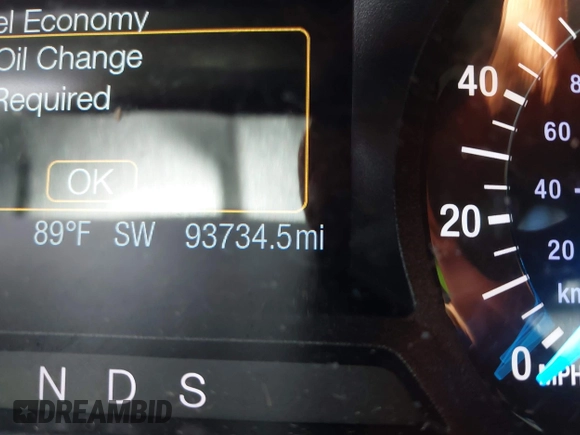 el Economy
Oil Change
Required
OK
89°F SW 93734.5mi
N D S
40
20
0
80
60
40
20
km
MPH
DREAMBID